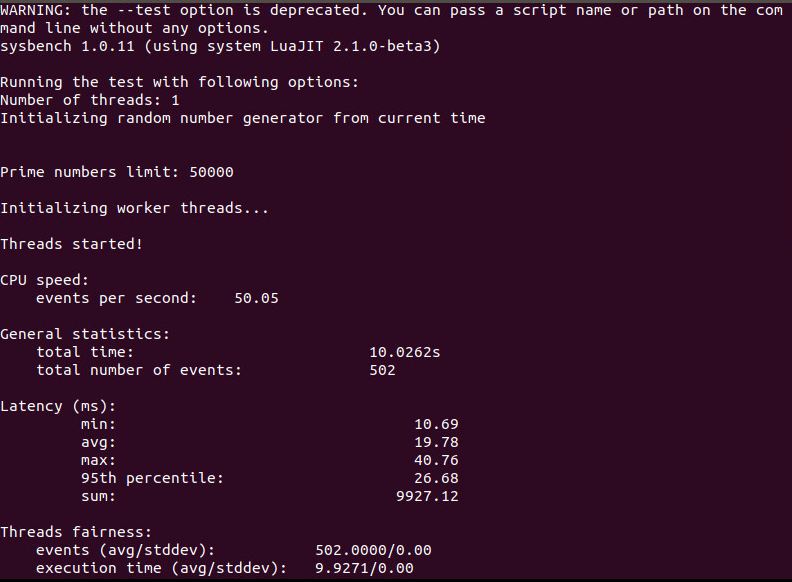 WARNING: the --test option is deprecated. You can pass a script name or path on the com
mand line without any options.
sysbench 1.0.11 (using system LuaJIT 2.1.0-beta3)
Running the test with following options:
Number of threads: 1
Initializing random number generator from current time
Prime numbers limit: 50000
Initializing worker threads...
Threads started!
CPU speed:
events per second: 50.05
General statistics:
total time: 10.0262s
total number of events: 502
Latency (ms):
min: 10.69
avg: 19.78
max: 40.76
95th percentile: 26.68
sum: 9927.12
Threads fairness:
events (avg/stddev): 502.0000/0.00
execution time (avg/stddev): 9.9271/0.00